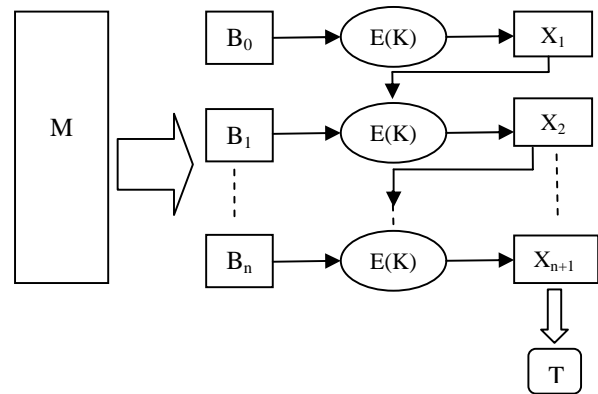 B₀ E(K) X₁
M B₁ E(K) X₂
Bₙ E(K) Xₙ₊₁
T